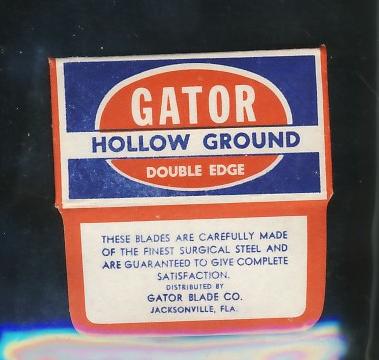 GATOR
HOLLOW GROUND
DOUBLE EDGE
THESE BLADES ARE CAREFULLY MADE
OF THE FINEST SURGICAL STEEL AND
ARE GUARANTEED TO GIVE COMPLETE
SATISFACTION.
DISTRIBUTED BY
GATOR BLADE CO.
JACKSONVILLE, FLA.